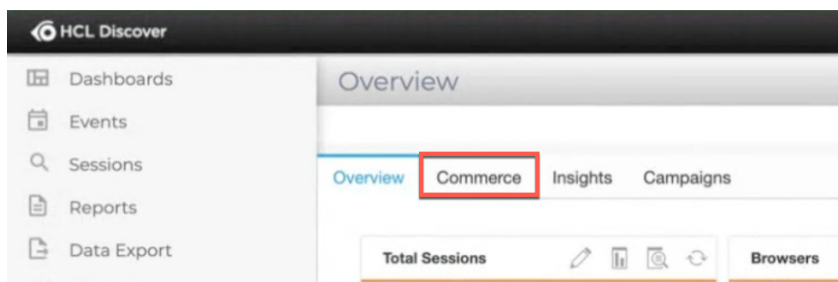 HCL Discover
Dashboards
Events
Sessions
Reports
Data Export
Overview
Overview Commerce Insights Campaigns
Total Sessions
Browsers